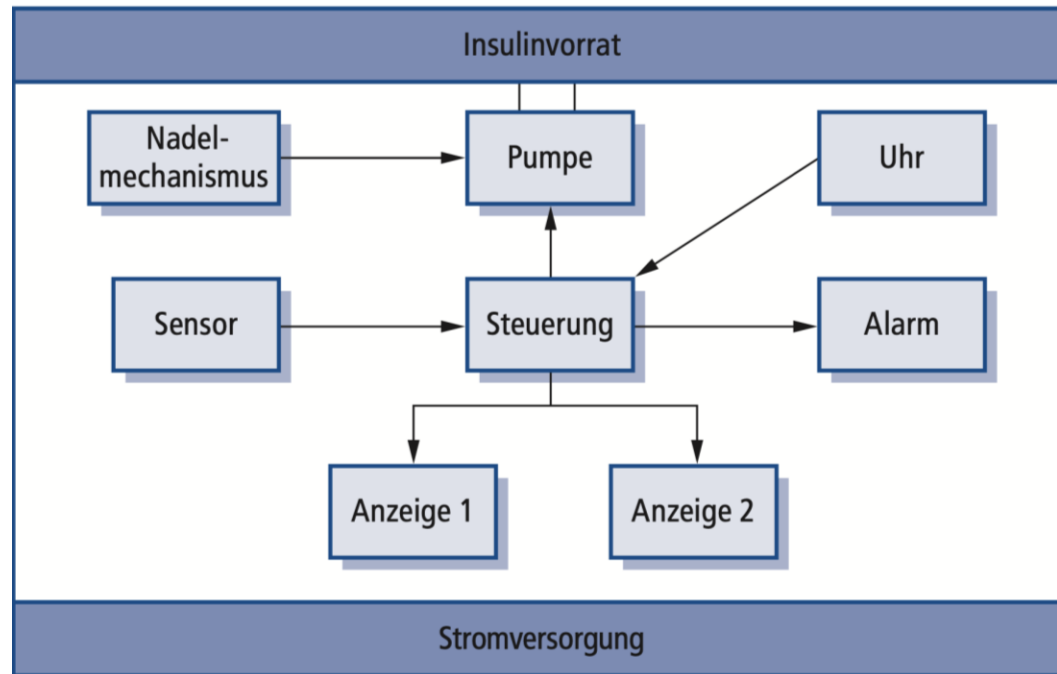 Insulinvorrat
Nadel-
mechanismus
Pumpe
Uhr
Sensor
Steuerung
Alarm
Anzeige 1
Anzeige 2
Stromversorgung